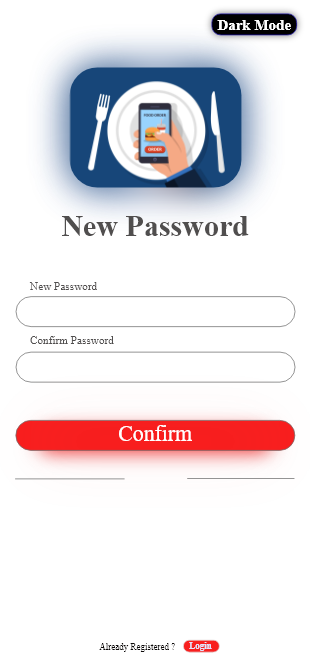 Dark Mode
FOOD ORDER
ORDER
New Password
New Password
Confirm Password
Confirm
Already Registered ?
Login